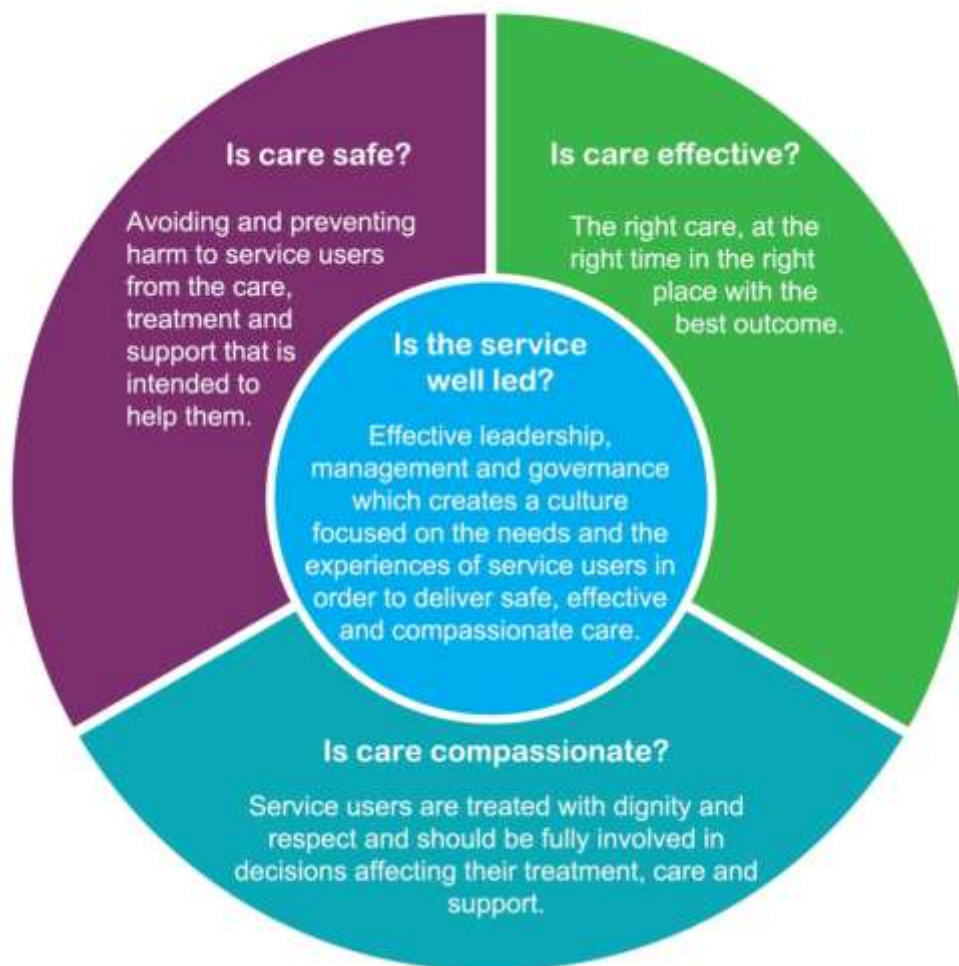 Is care safe?
Avoiding and preventing
harm to service users
from the care,
treatment and
support that is
intended to
help them.
Is care effective?
The right care, at the
right time in the right
place with the
best outcome.
Is the service
well led?
Effective leadership,
management and governance
which creates a culture
focused on the needs and the
experiences of service users in
order to deliver safe, effective
and compassionate care.
Is care compassionate?
Service users are treated with dignity and
respect and should be fully involved in
decisions affecting their treatment, care and
support.